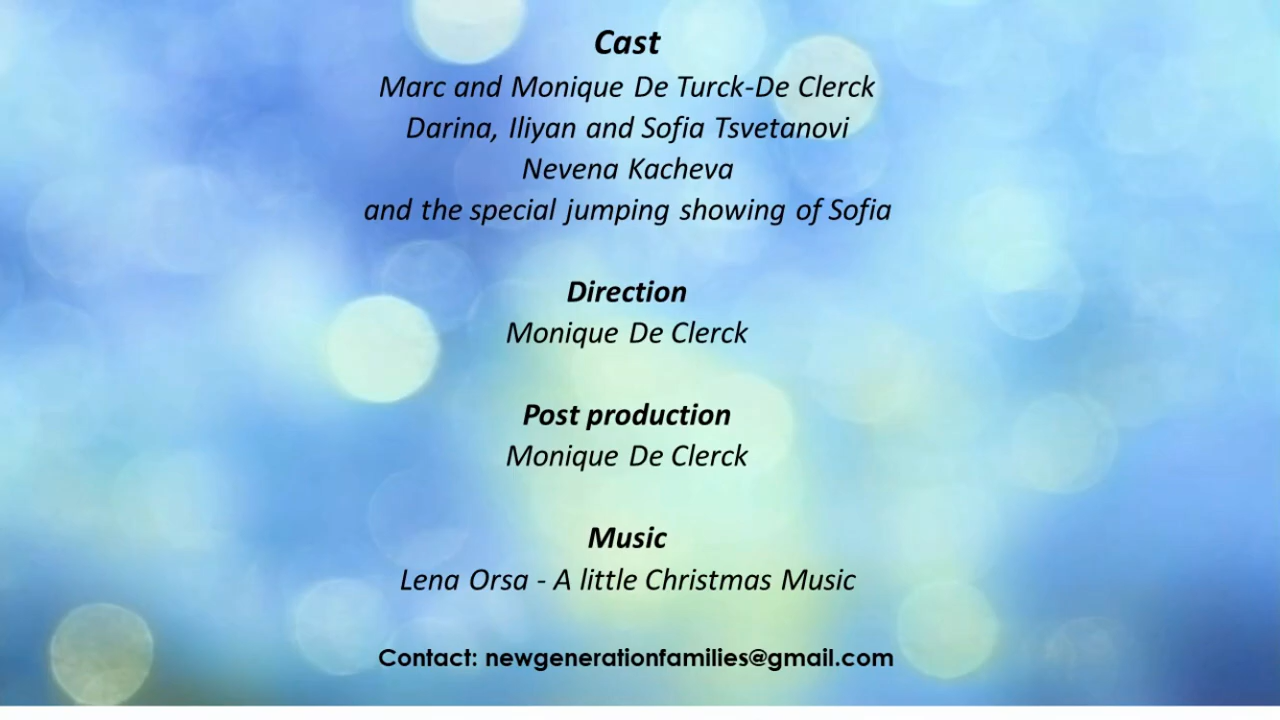 Cast
Marc and Monique De Turck-De Clerck
Darina, Iliyan and Sofia Tsvetanovi
Nevena Kacheva
and the special jumping showing of Sofia
Direction
Monique De Clerck
Post production
Monique De Clerck
Music
Lena Orsa - A little Christmas Music
Contact: newgenerationfamilies@gmail.com